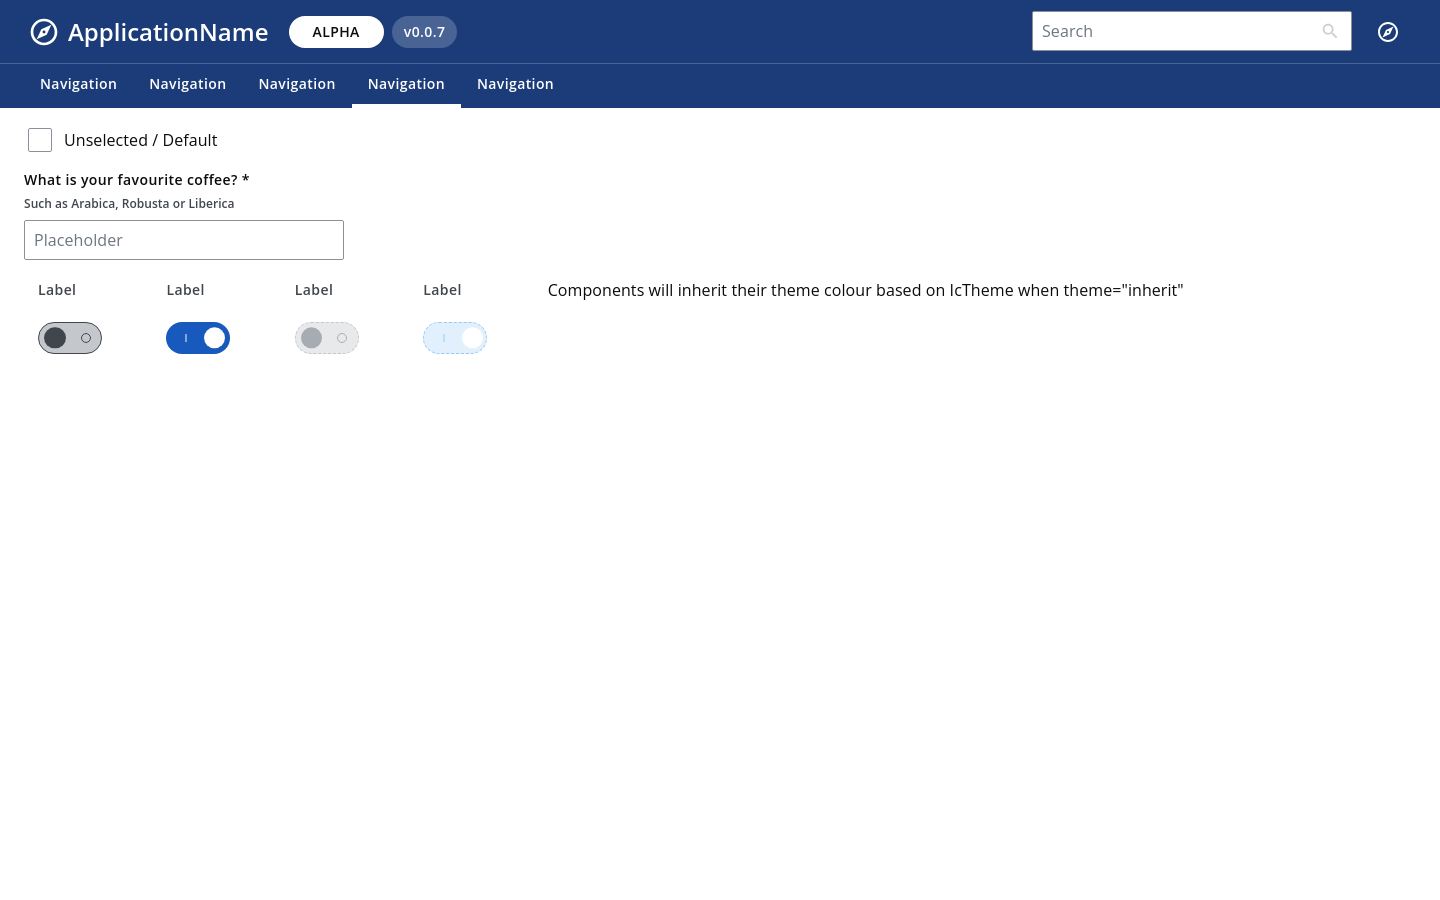 ApplicationName ALPHA v0.0.7 Search
Navigation Navigation Navigation Navigation Navigation
Unselected / Default
What is your favourite coffee? *
Such as Arabica, Robusta or Liberica
Placeholder
Label Label Label Label Components will inherit their theme colour based on IcTheme when theme="inherit"